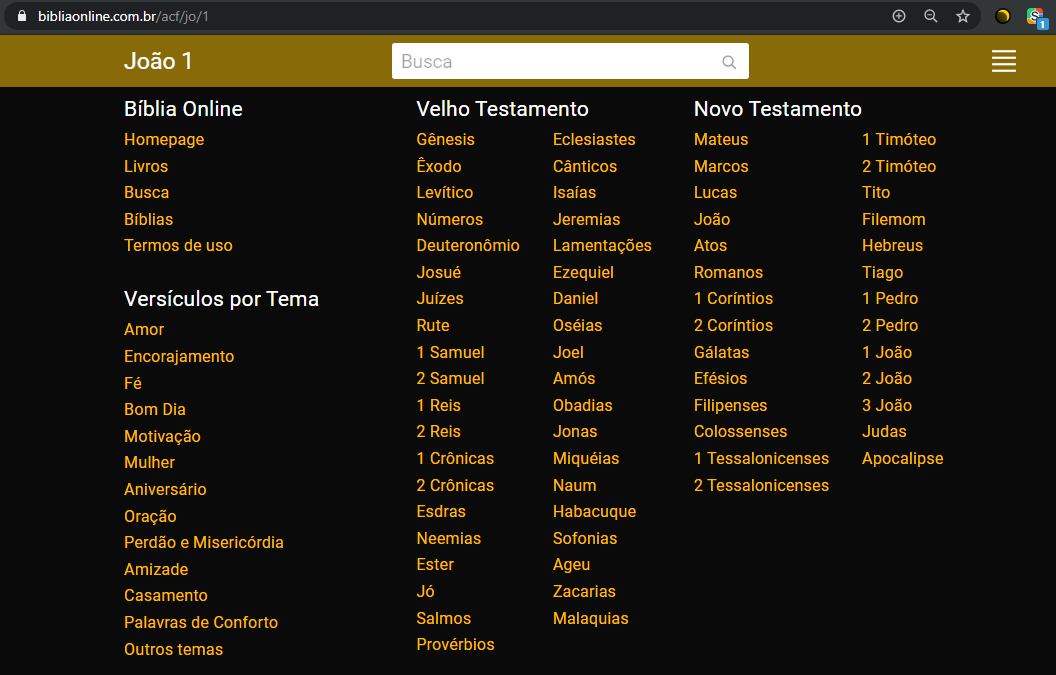 bibliaonline.com.br/acf/jo/1
1
João 1
Busca
Bíblia Online
Homepage
Livros
Busca
Bíblias
Termos de uso
Versículos por Tema
Amor
Encorajamento
Fé
Bom Dia
Motivação
Mulher
Aniversário
Oração
Perdão e Misericórdia
Amizade
Casamento
Palavras de Conforto
Outros temas
Velho Testamento
Gênesis
Êxodo
Levítico
Números
Deuteronômio
Josué
Juízes
Rute
1 Samuel
2 Samuel
1 Reis
2 Reis
1 Crônicas
2 Crônicas
Esdras
Neemias
Ester
Jó
Salmos
Provérbios
Eclesiastes
Cânticos
Isaías
Jeremias
Lamentações
Ezequiel
Daniel
Oséias
Joel
Amós
Obadias
Jonas
Miquéias
Naum
Habacuque
Sofonias
Ageu
Zacarias
Malaquias
Novo Testamento
Mateus
Marcos
Lucas
João
Atos
Romanos
1 Coríntios
2 Coríntios
Gálatas
Efésios
Filipenses
Colossenses
1 Tessalonicenses
2 Tessalonicenses
1 Timóteo
2 Timóteo
Tito
Filemom
Hebreus
Tiago
1 Pedro
2 Pedro
1 João
2 João
3 João
Judas
Apocalipse